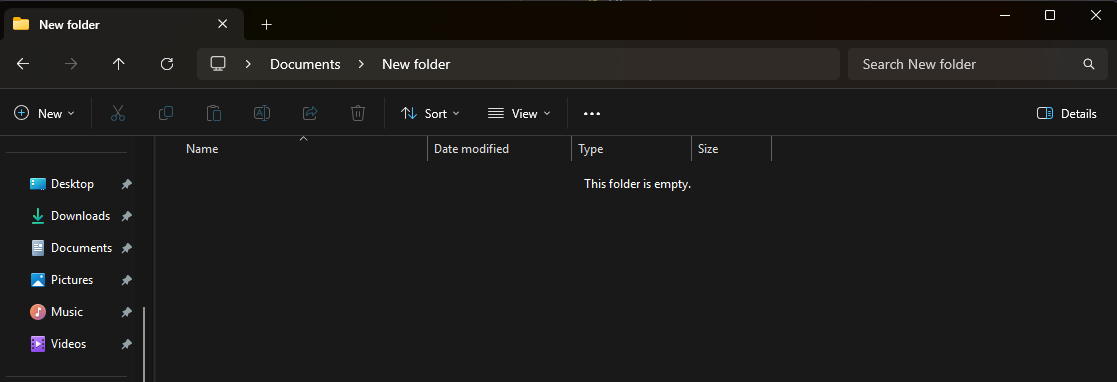 New folder
Documents
New folder
Search New folder
New
Sort
View
Details
Name
Date modified
Type
Size
This folder is empty.
Desktop
Downloads
Documents
Pictures
Music
Videos